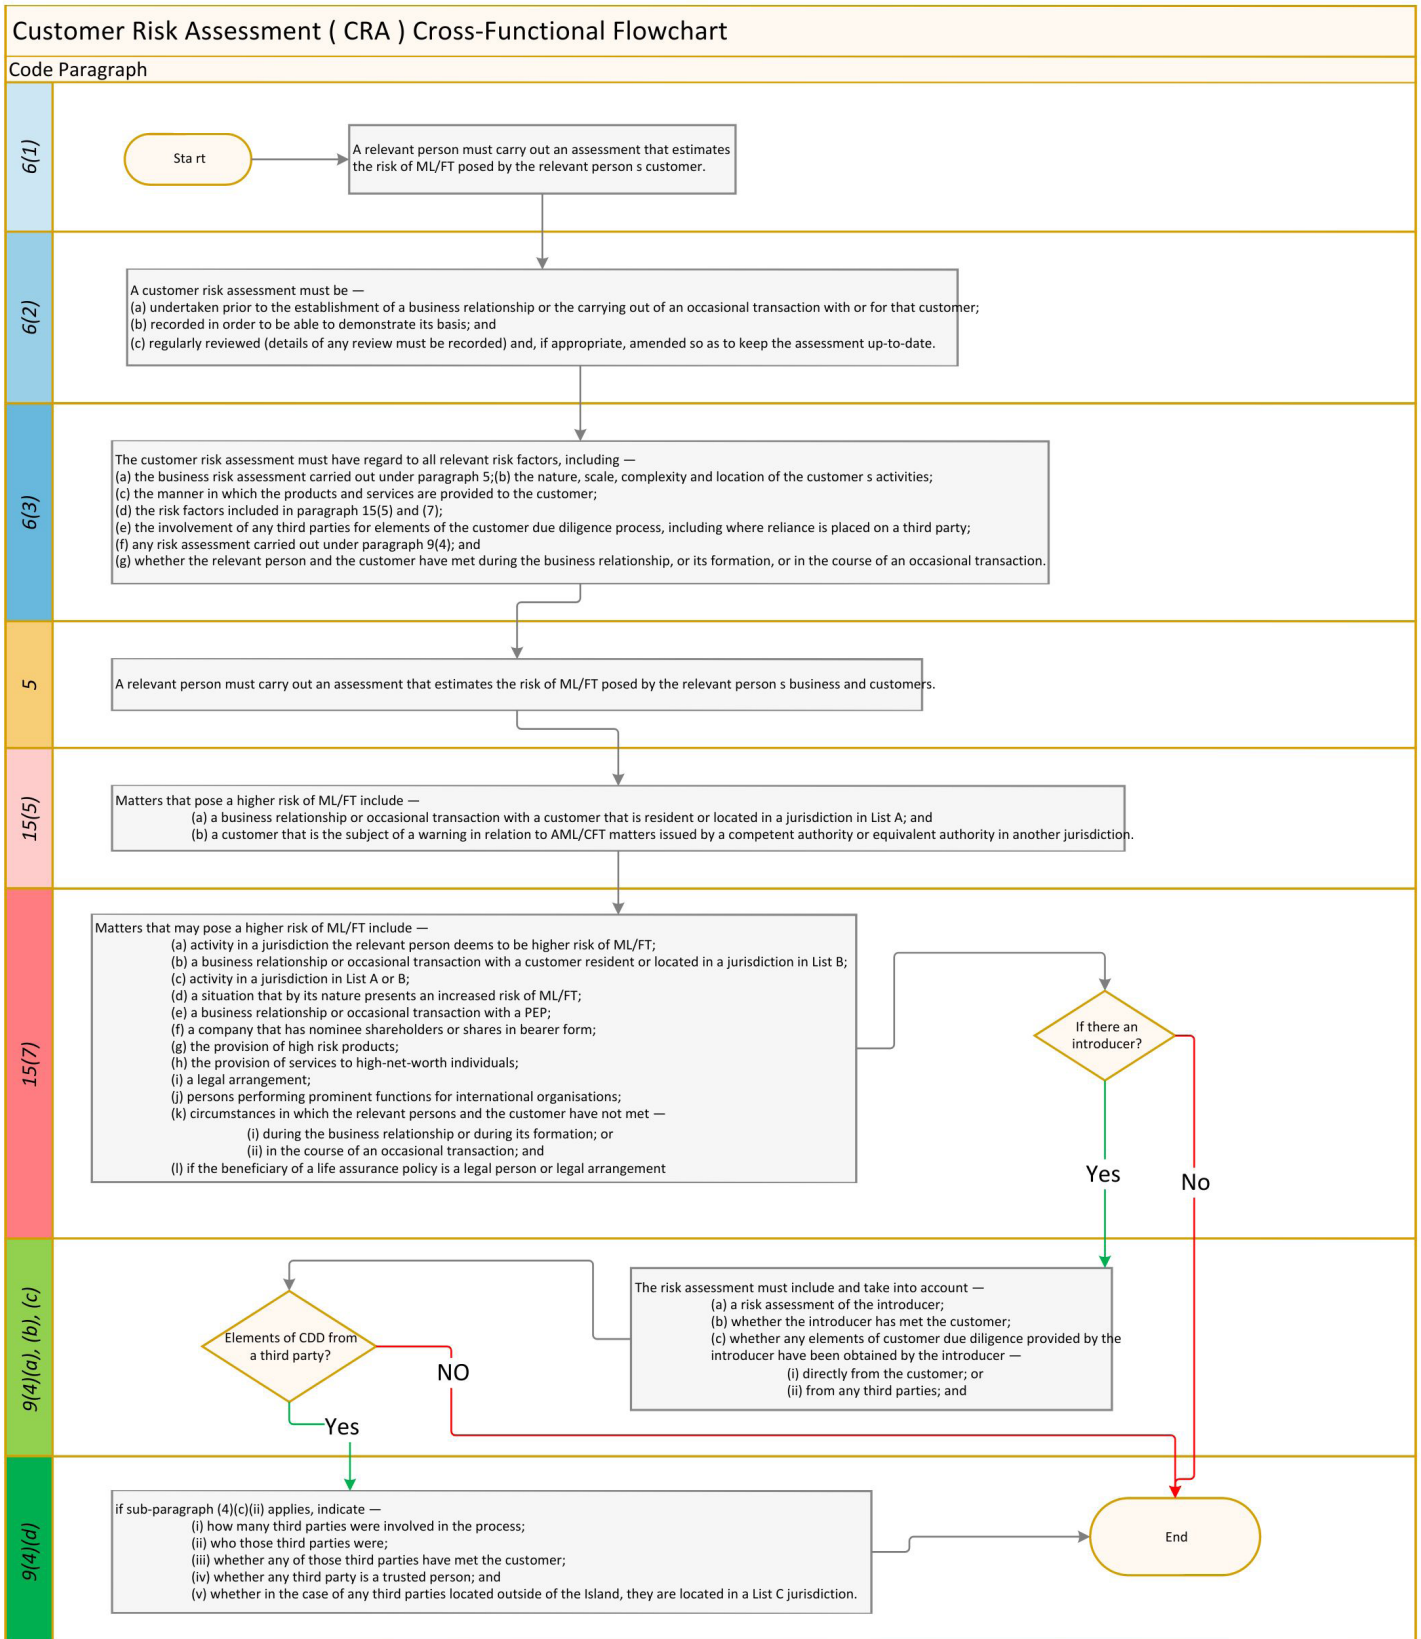 Customer Risk Assessment ( CRA ) Cross-Functional Flowchart
Code Paragraph
6(1)
Sta rt
A relevant person must carry out an assessment that estimates
the risk of ML/FT posed by the relevant person s customer.
6(2)
A customer risk assessment must be —
(a) undertaken prior to the establishment of a business relationship or the carrying out of an occasional transaction with or for that customer;
(b) recorded in order to be able to demonstrate its basis; and
(c) regularly reviewed (details of any review must be recorded) and, if appropriate, amended so as to keep the assessment up-to-date.
6(3)
The customer risk assessment must have regard to all relevant risk factors, including —
(a) the business risk assessment carried out under paragraph 5;(b) the nature, scale, complexity and location of the customer s activities;
(c) the manner in which the products and services are provided to the customer;
(d) the risk factors included in paragraph 15(5) and (7);
(e) the involvement of any third parties for elements of the customer due diligence process, including where reliance is placed on a third party;
(f) any risk assessment carried out under paragraph 9(4); and
(g) whether the relevant person and the customer have met during the business relationship, or its formation, or in the course of an occasional transaction.
5
A relevant person must carry out an assessment that estimates the risk of ML/FT posed by the relevant person s business and customers.
15(5)
Matters that pose a higher risk of ML/FT include —
(a) a business relationship or occasional transaction with a customer that is resident or located in a jurisdiction in List A; and
(b) a customer that is the subject of a warning in relation to AML/CFT matters issued by a competent authority or equivalent authority in another jurisdiction.
15(7)
Matters that may pose a higher risk of ML/FT include —
(a) activity in a jurisdiction the relevant person deems to be higher risk of ML/FT;
(b) a business relationship or occasional transaction with a customer resident or located in a jurisdiction in List B;
(c) activity in a jurisdiction in List A or B;
(d) a situation that by its nature presents an increased risk of ML/FT;
(e) a business relationship or occasional transaction with a PEP;
(f) a company that has nominee shareholders or shares in bearer form;
(g) the provision of high risk products;
(h) the provision of services to high-net-worth individuals;
(i) a legal arrangement;
(j) persons performing prominent functions for international organisations;
(k) circumstances in which the relevant persons and the customer have not met —
(i) during the business relationship or during its formation; or
(ii) in the course of an occasional transaction; and
(l) if the beneficiary of a life assurance policy is a legal person or legal arrangement
If there an
introducer?
Yes
No
9(4)(a), (b), (c)
The risk assessment must include and take into account —
(a) a risk assessment of the introducer;
(b) whether the introducer has met the customer;
(c) whether any elements of customer due diligence provided by the
introducer have been obtained by the introducer —
(i) directly from the customer; or
(ii) from any third parties; and
Elements of CDD from
a third party?
NO
Yes
9(4)(d)
if sub-paragraph (4)(c)(ii) applies, indicate —
(i) how many third parties were involved in the process;
(ii) who those third parties were;
(iii) whether any of those third parties have met the customer;
(iv) whether any third party is a trusted person; and
(v) whether in the case of any third parties located outside of the Island, they are located in a List C jurisdiction.
End